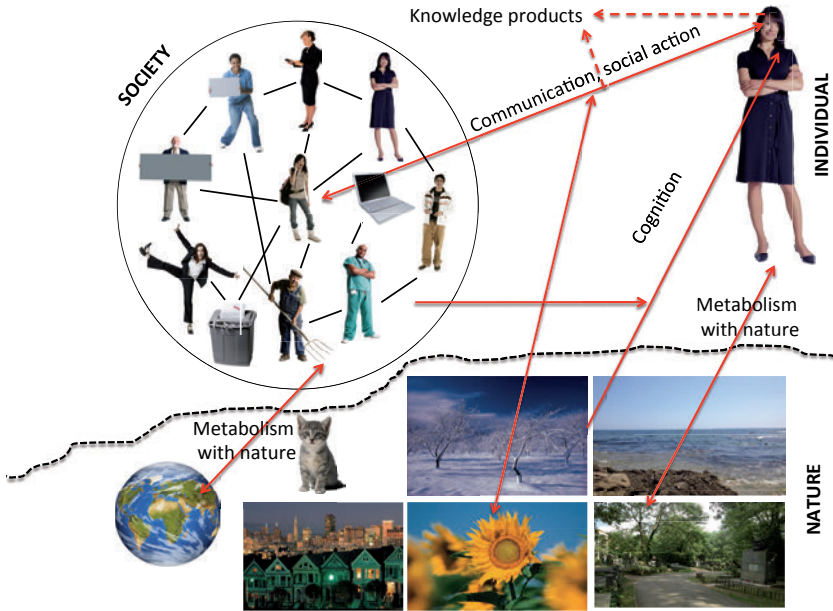 Knowledge products
SOCIETY
Communication, social action
INDIVIDUAL
Cognition
Metabolism
with nature
Metabolism
with nature
NATURE